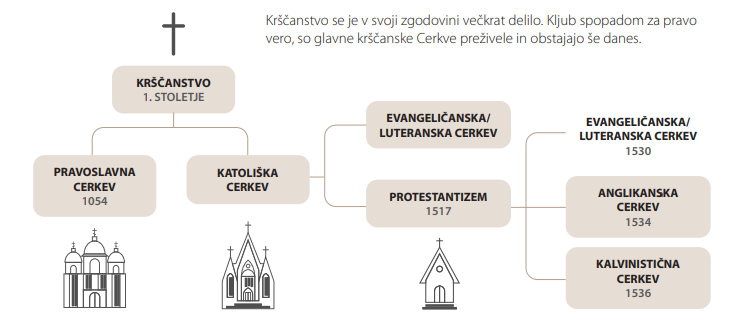 Krščanstvo se je v svoji zgodovini večkrat delilo. Kljub spopadom za pravo
vero, so glavne krščanske Cerkve preživele in obstajajo še danes.
KRŠČANSTVO
1. STOLETJE
PRAVOSLAVNA
CERKEV
1054
KATOLIŠKA
CERKEV
EVANGELIČANSKA/
LUTERANSKA CERKEV
PROTESTANTIZEM
1517
EVANGELIČANSKA/
LUTERANSKA CERKEV
1530
ANGLIKANSKA
CERKEV
1534
KALVINISTIČNA
CERKEV
1536